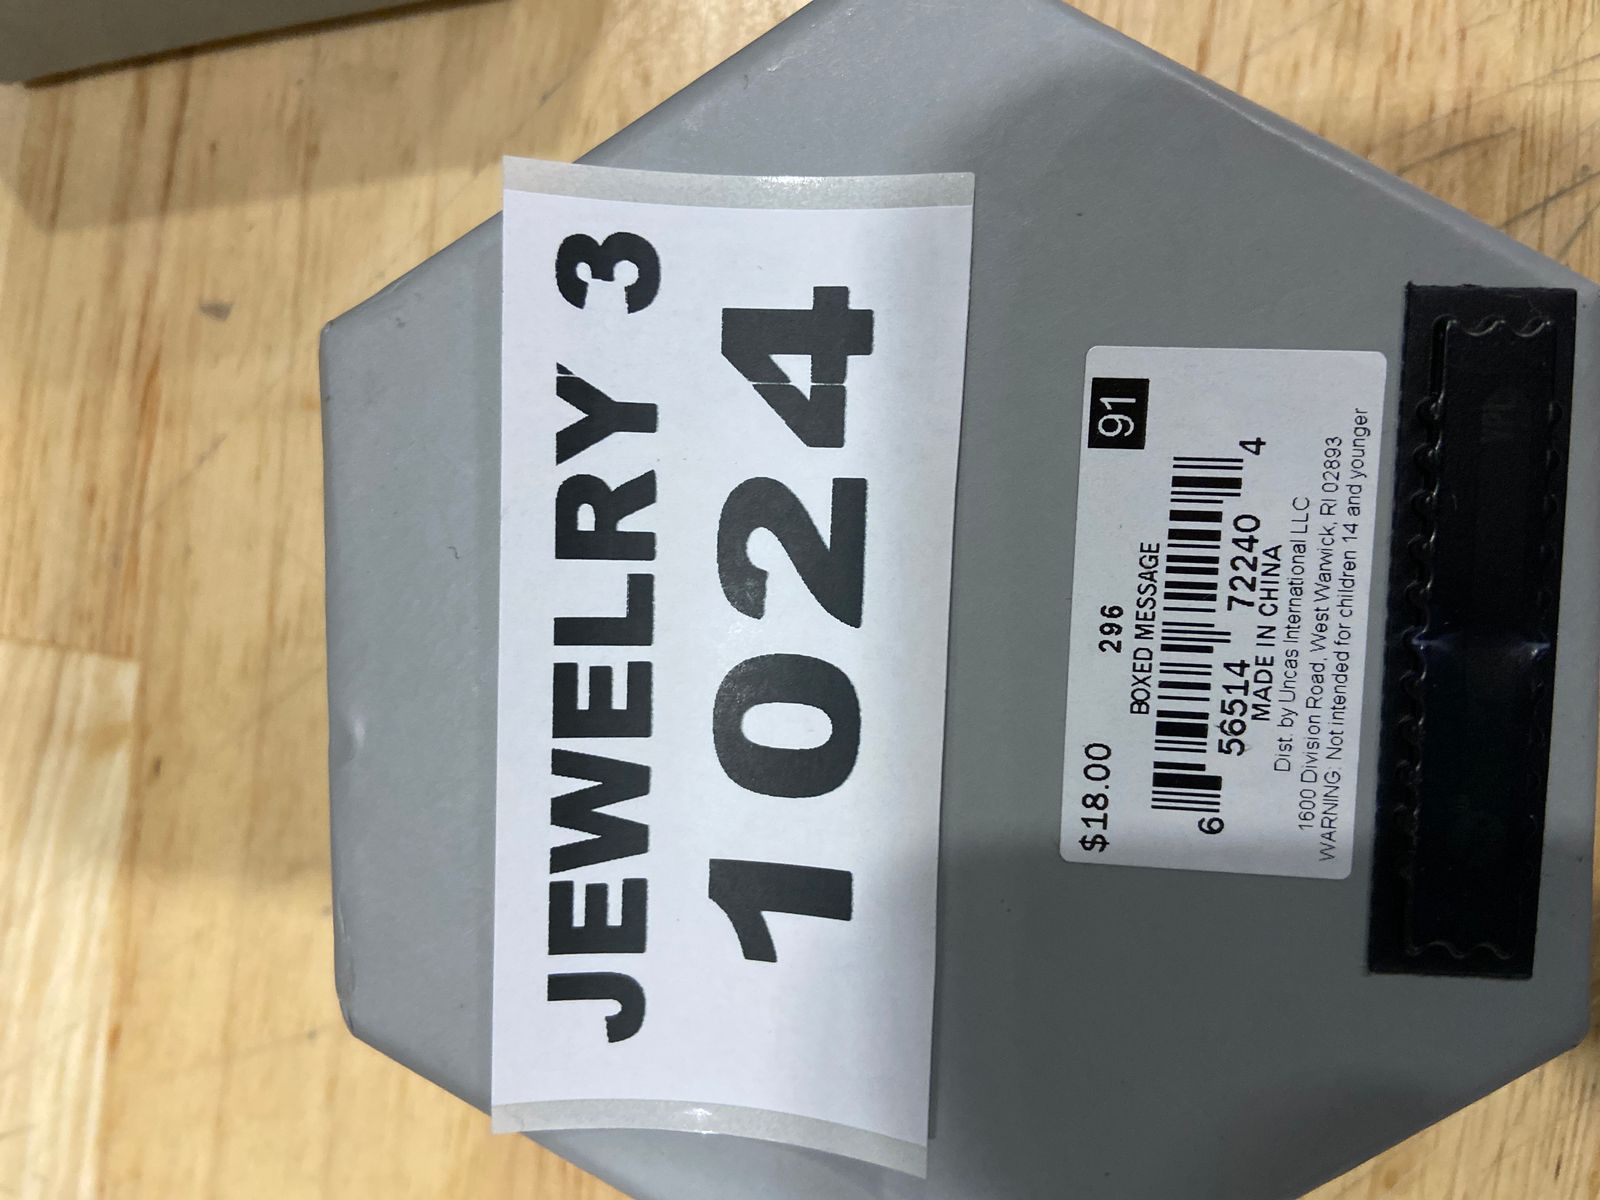 JEWELRY 3
1024
$18.00
296
91
BOXED MESSAGE
6 56514 72240 4
MADE IN CHINA
Dist. by Uncas International LLC
1600 Division Road, West Warwick, RI 02893
WARNING: Not intended for children 14 and younger